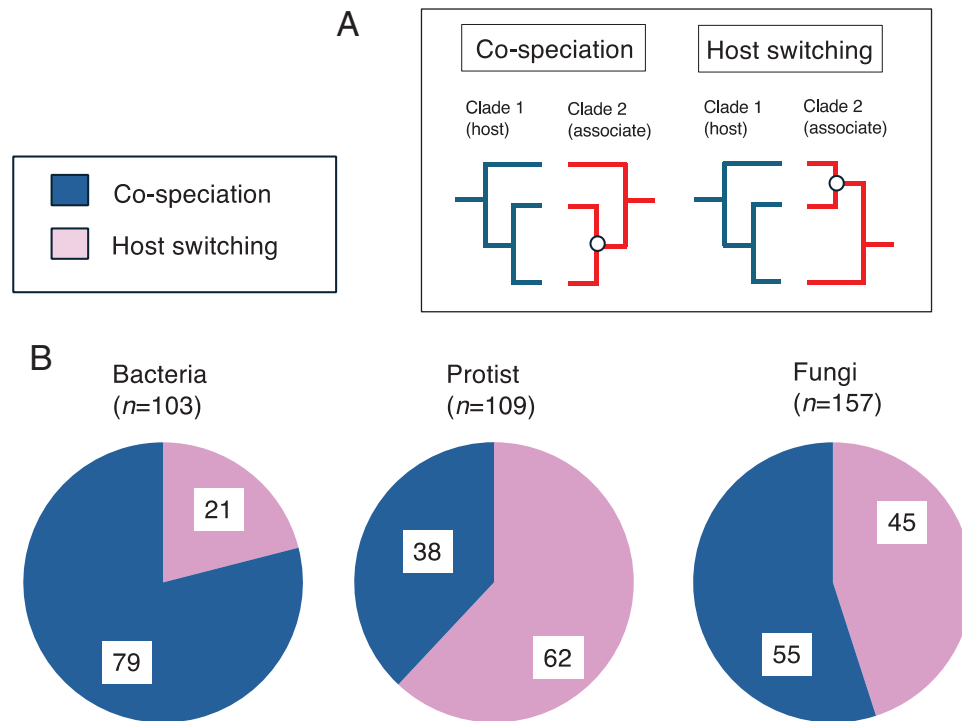 A
Co-speciation
Host switching
Clade 1
(host)
Clade 2
(associate)
Clade 1
(host)
Clade 2
(associate)
Co-speciation
Host switching
B
Bacteria
(n=103)
Protist
(n=109)
Fungi
(n=157)
21
79
38
62
45
55